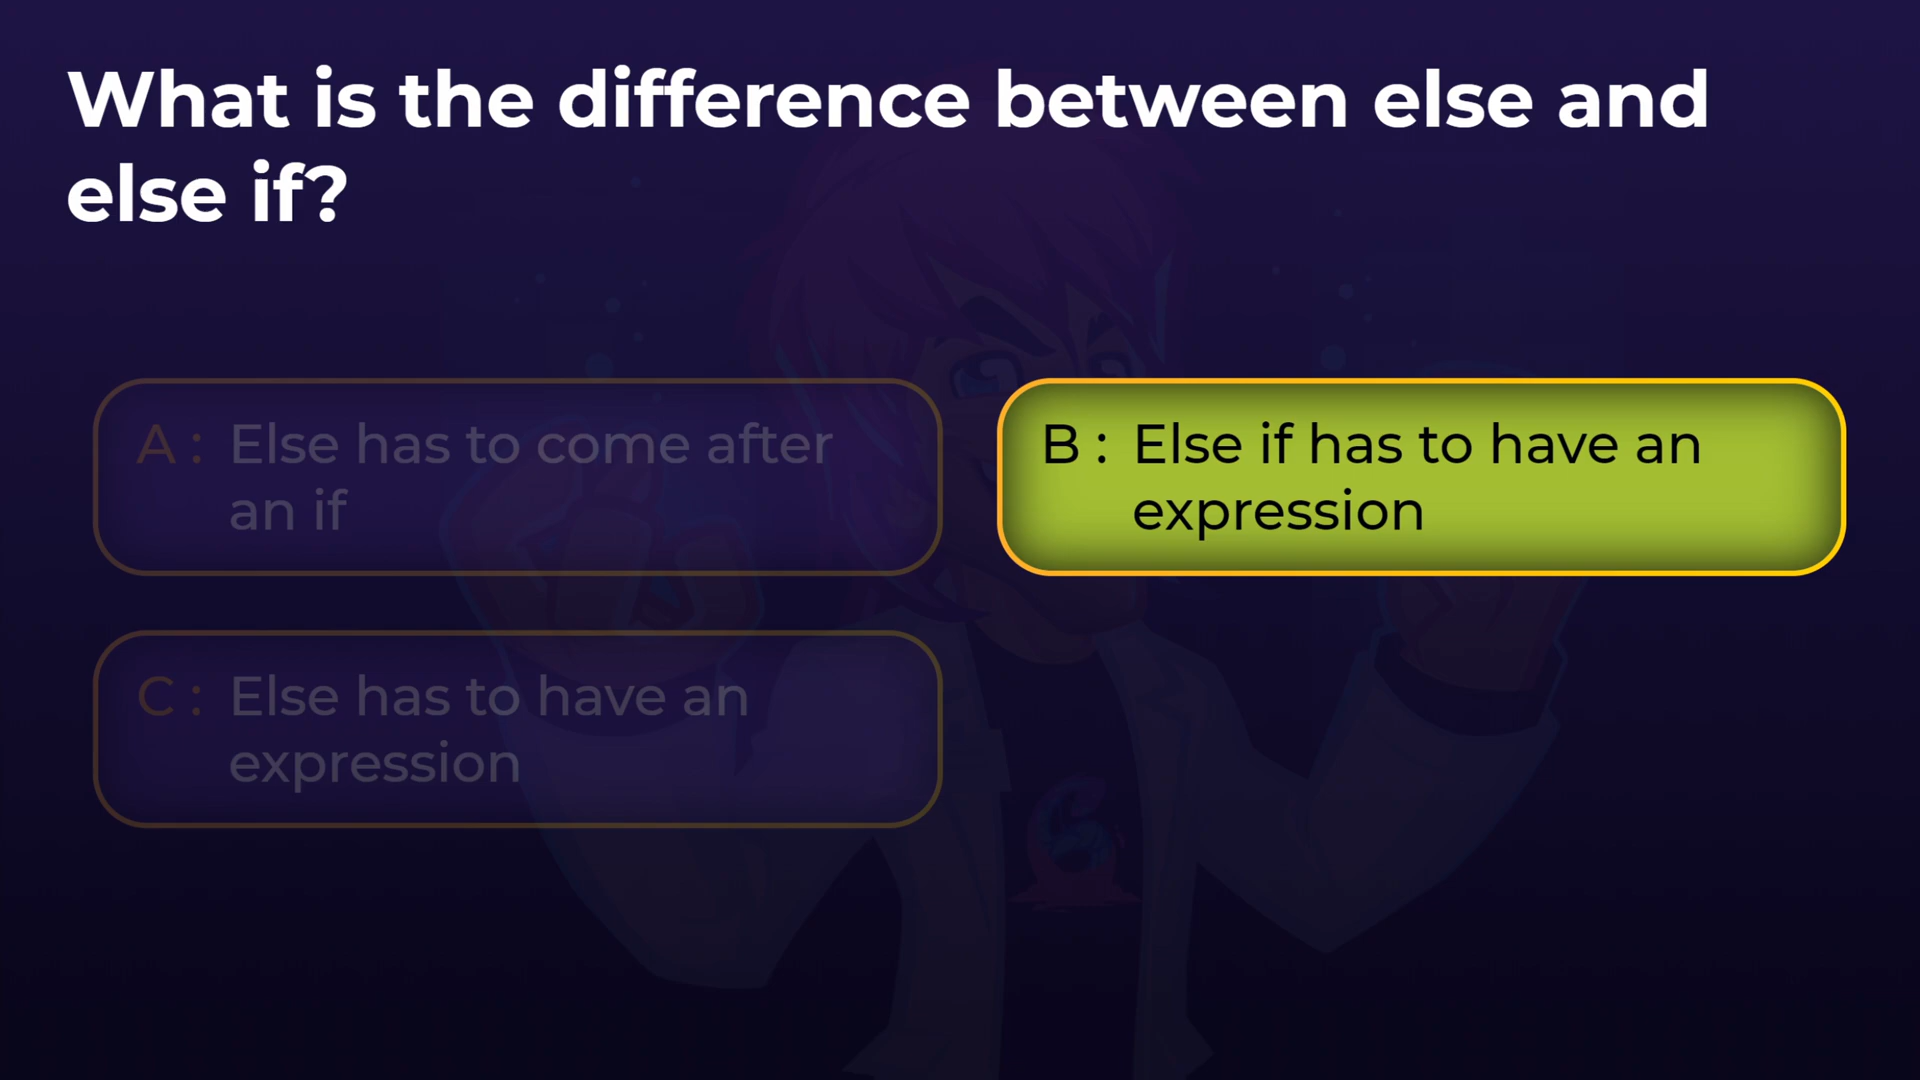 What is the difference between else and
else if?
A : Else has to come after
an if
B : Else if has to have an
expression
C : Else has to have an
expression